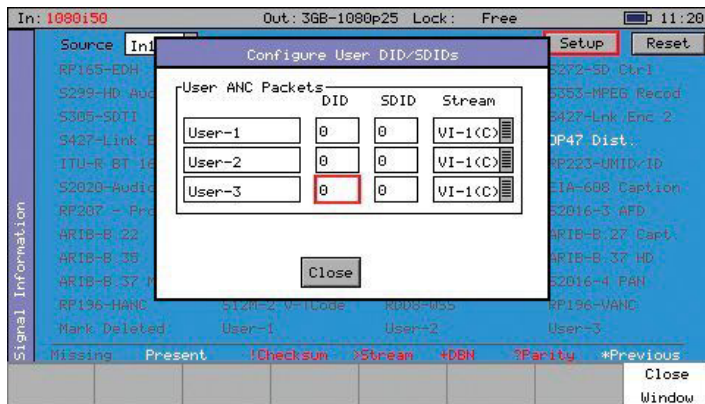 In: 1080i50 Out: 3GB-1080p25 Lock: Free 11:20
Source In1 Setup Reset
Configure User DID/SDIDs
User ANC Packets
DID SDID Stream
User-1 0 0 VI-1(C)
User-2 0 0 VI-1(C)
User-3 0 0 VI-1(C)
Close
RP165-EDH S272-SD Ctrl
S299-HD Aud S353-MPEG Recod
S305-SDTI S427-Lnk Enc 2
S427-Link E OP47 Dist.
ITU-R BT 16 RP223-UMID/ID
S2020-Audio EIA-608 Caption
RP207 - Pro S2016-3 AFD
ARIB-B 22 ARIB-B.27 Capt.
ARIB-B 35 ARIB-B.37 HD
ARIB-B 37 M S2016-4 PAN
RP196-HANC S12M-2 V-TCode RDD8-WSS RP196-VANC
Mark Deleted User-1 User-2 User-3
Missing Present !Checksum >Stream +DBN ?Parity *Previous
Signal Information
Close
Window